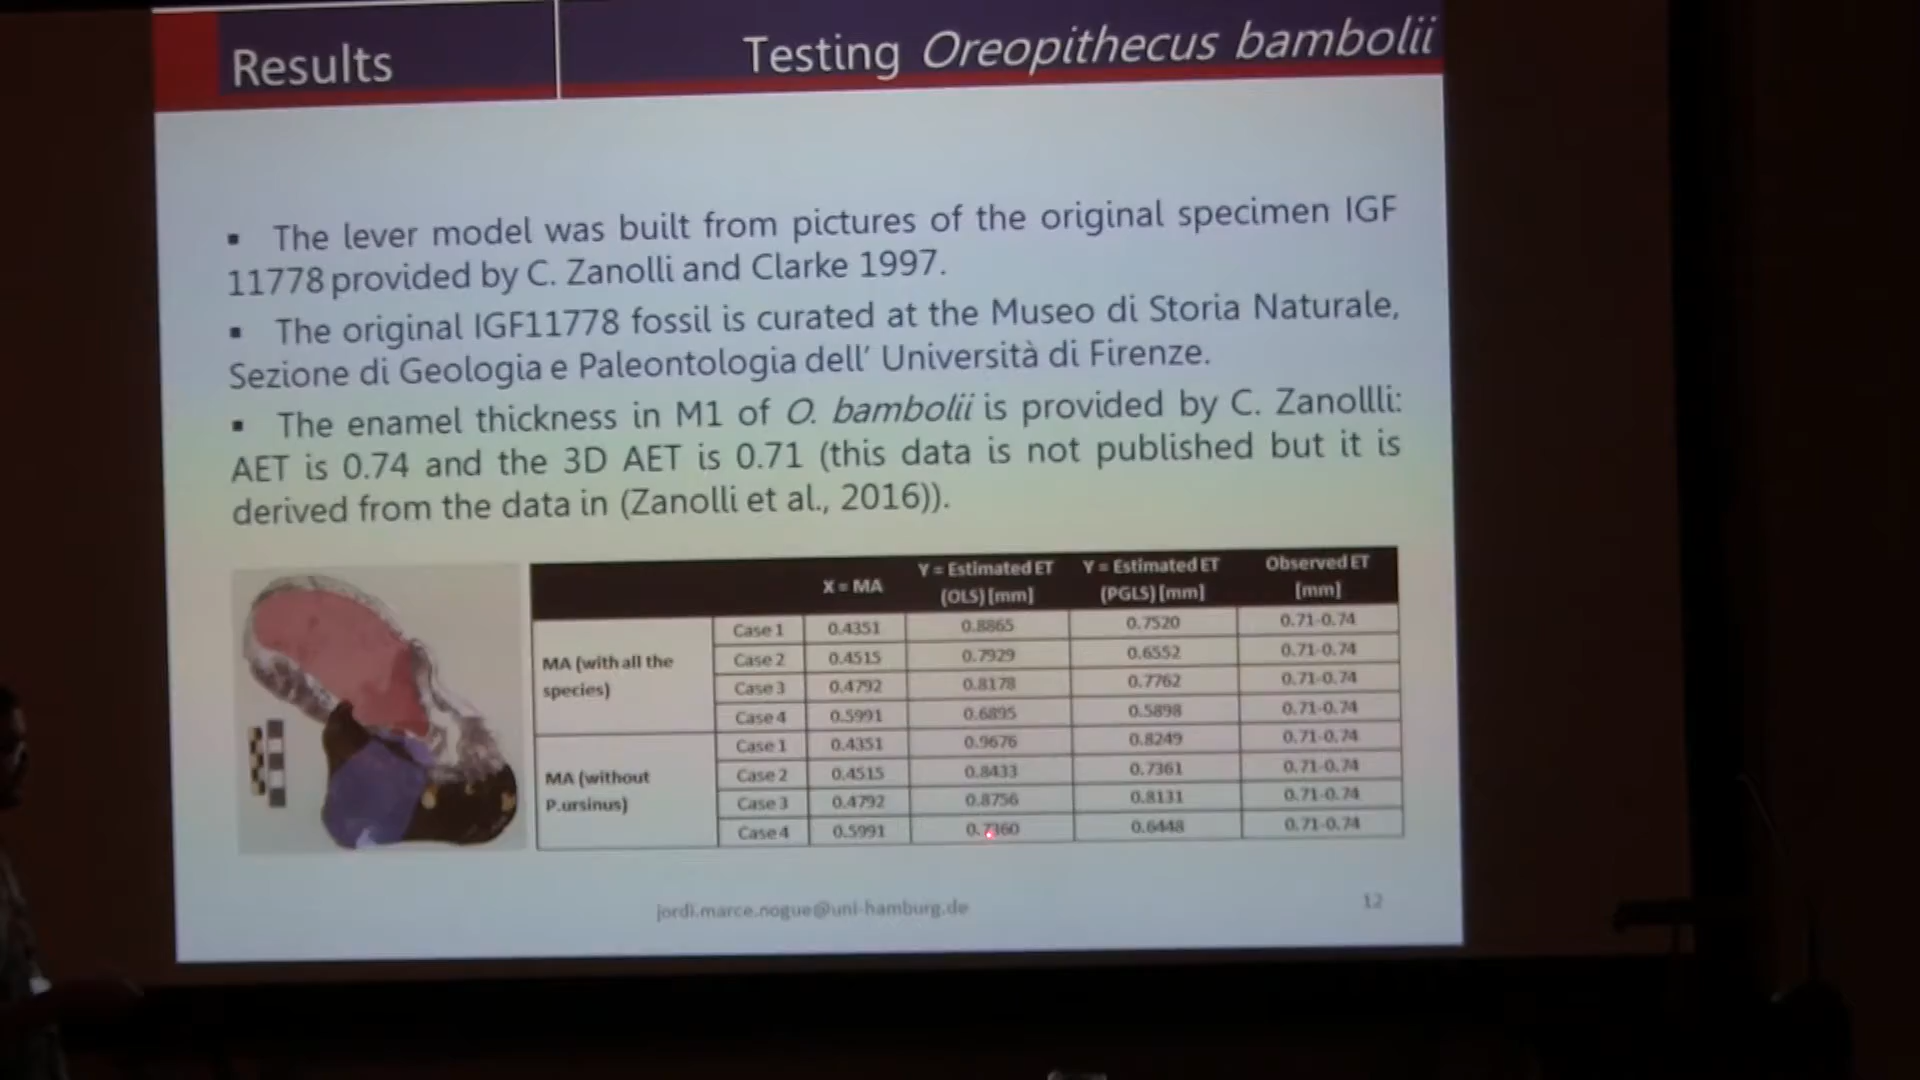 Results
Testing Oreopithecus bambolii
▪ The lever model was built from pictures of the original specimen IGF
11778 provided by C. Zanolli and Clarke 1997.
▪ The original IGF11778 fossil is curated at the Museo di Storia Naturale,
Sezione di Geologia e Paleontologia dell' Università di Firenze.
▪ The enamel thickness in M1 of O. bambolii is provided by C. Zanollli:
AET is 0.74 and the 3D AET is 0.71 (this data is not published but it is
derived from the data in (Zanolli et al., 2016)).
X = MA Y = Estimated ET (OLS) [mm] Y = Estimated ET (PGLS) [mm] Observed ET [mm]
MA (with all the species)
Case 1 0.4351 0.8865 0.7520 0.71-0.74
Case 2 0.4515 0.7929 0.6552 0.71-0.74
Case 3 0.4792 0.8178 0.7762 0.71-0.74
Case 4 0.5991 0.6895 0.5898 0.71-0.74
MA (without P.ursinus)
Case 1 0.4351 0.9676 0.8249 0.71-0.74
Case 2 0.4515 0.8433 0.7361 0.71-0.74
Case 3 0.4792 0.8756 0.8131 0.71-0.74
Case 4 0.5991 0.7360 0.6448 0.71-0.74
jordi.marce.nogue@uni-hamburg.de
12